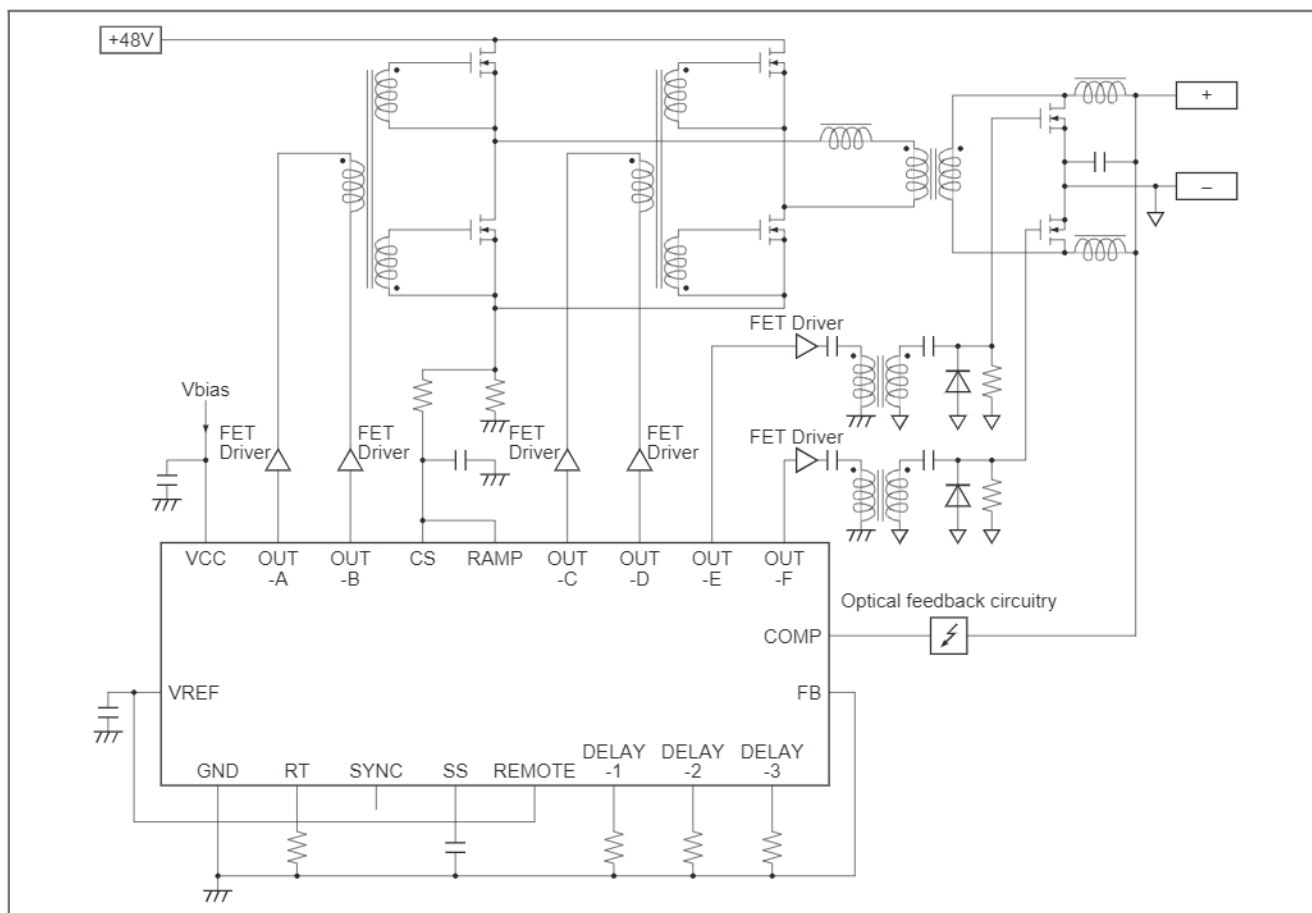 +48V
+
–
FET Driver
Vbias
FET
Driver
FET
Driver
FET
Driver
FET
Driver
FET Driver
VCC
OUT
-A
OUT
-B
CS
RAMP
OUT
-C
OUT
-D
OUT
-E
OUT
-F
Optical feedback circuitry
COMP
VREF
FB
GND
RT
SYNC
SS
REMOTE
DELAY
-1
DELAY
-2
DELAY
-3